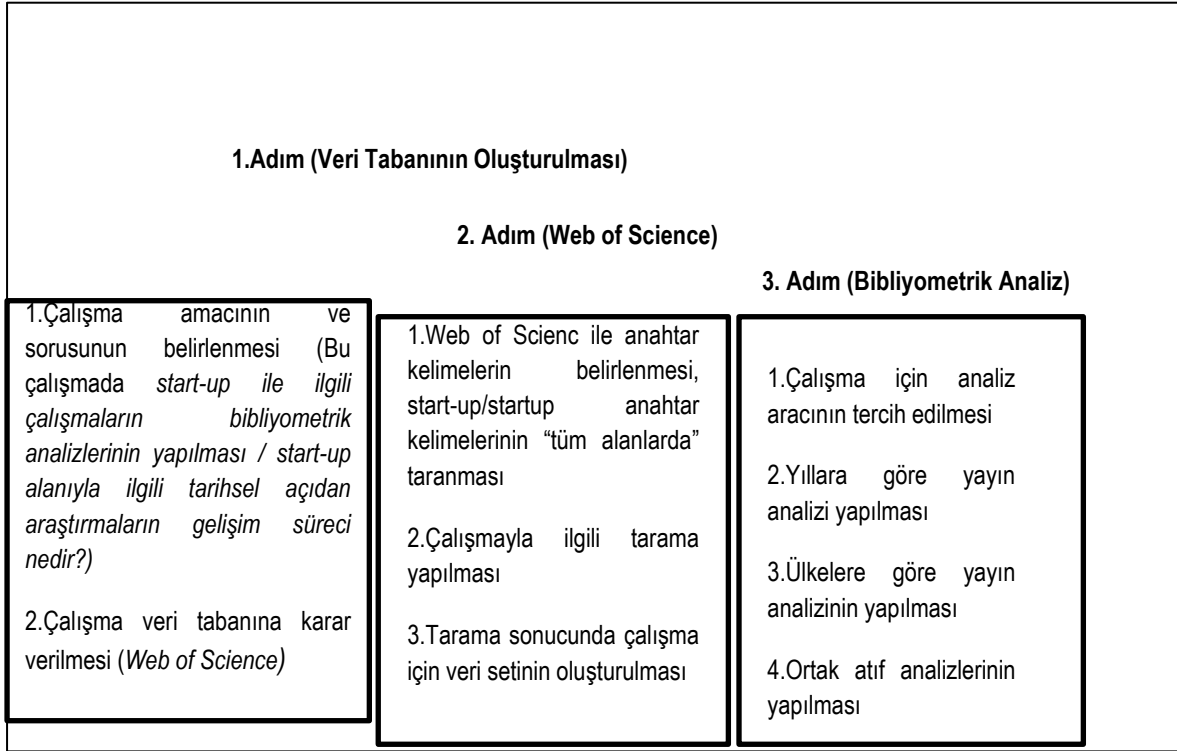 1.Adım (Veri Tabanının Oluşturulması)
2. Adım (Web of Science)
3. Adım (Bibliyometrik Analiz)
1.Çalışma amacının ve
sorusunun belirlenmesi (Bu
çalışmada start-up ile ilgili
çalışmaların bibliyometrik
analizlerinin yapılması / start-up
alanıyla ilgili tarihsel açıdan
araştırmaların gelişim süreci
nedir?)
2.Çalışma veri tabanına karar
verilmesi (Web of Science)
1.Web of Scienc ile anahtar
kelimelerin belirlenmesi,
start-up/startup anahtar
kelimelerinin “tüm alanlarda”
taranması
2.Çalışmayla ilgili tarama
yapılması
3.Tarama sonucunda çalışma
için veri setinin oluşturulması
1.Çalışma için analiz
aracının tercih edilmesi
2.Yıllara göre yayın
analizi yapılması
3.Ülkelere göre yayın
analizinin yapılması
4.Ortak atıf analizlerinin
yapılması